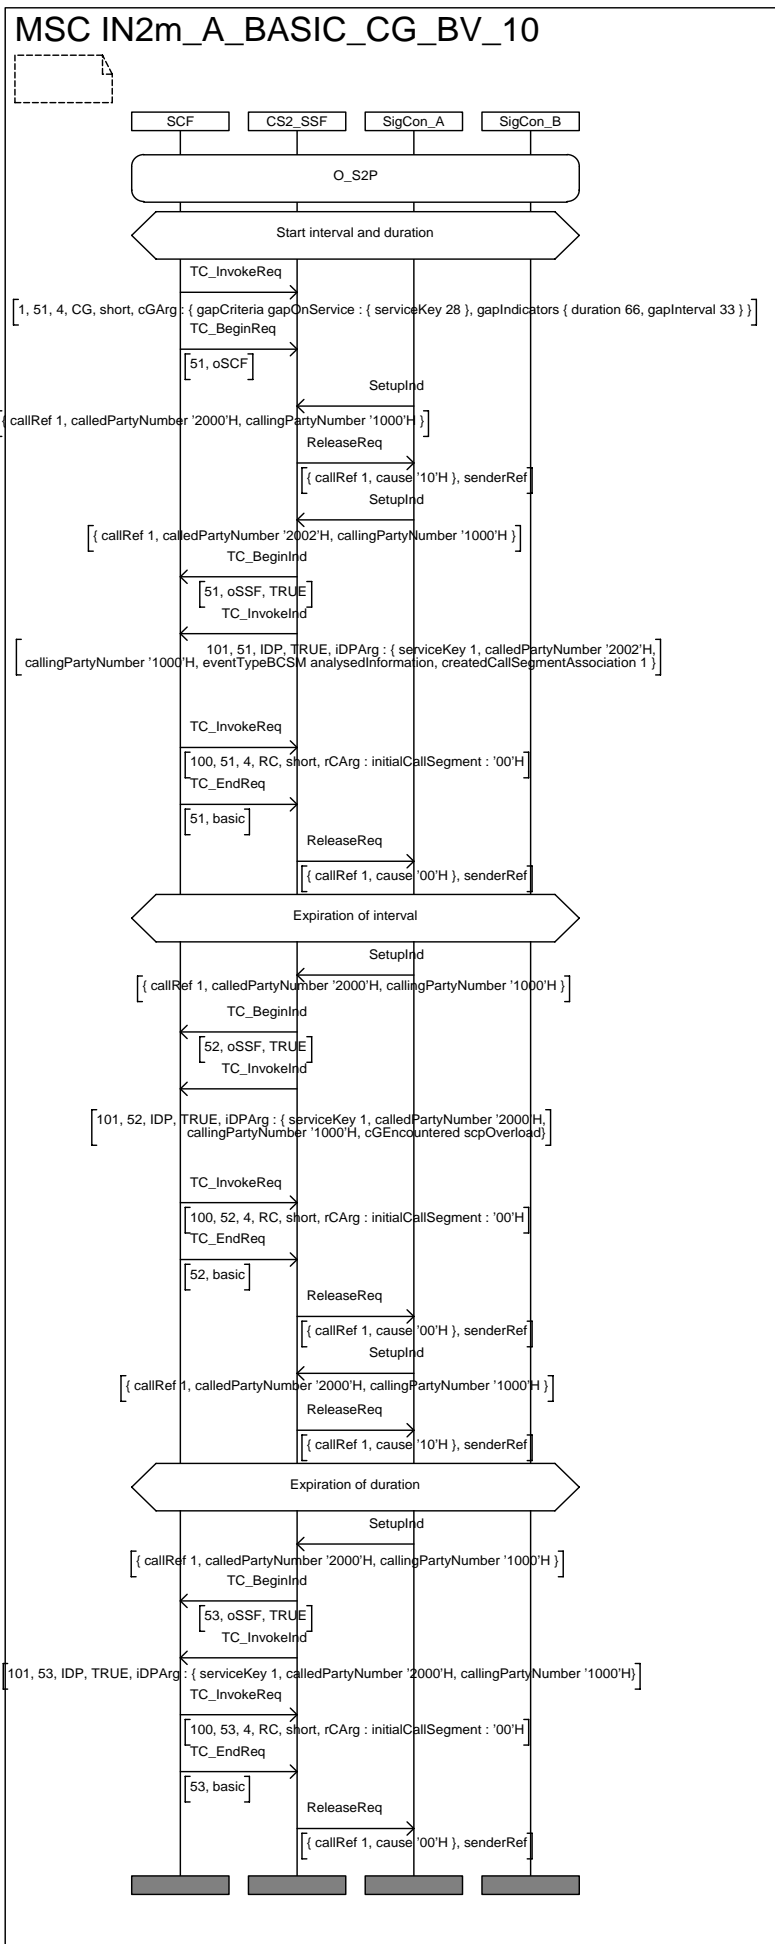 MSC IN2m_A_BASIC_CG_BV_10
SCF
CS2_SSF
SigCon_A
SigCon_B
O_S2P
Start interval and duration
TC_InvokeReq
1, 51, 4, CG, short, cGArg : { gapCriteria gapOnService : { serviceKey 28 }, gapIndicators { duration 66, gapInterval 33 } }
TC_BeginReq
51, oSCF
SetupInd
{ callRef 1, calledPartyNumber '2000'H, callingPartyNumber '1000'H }
ReleaseReq
{ callRef 1, cause '10'H }, senderRef
SetupInd
{ callRef 1, calledPartyNumber '2002'H, callingPartyNumber '1000'H }
TC_BeginInd
51, oSSF, TRUE
TC_InvokeInd
101, 51, IDP, TRUE, iDPArg : { serviceKey 1, calledPartyNumber '2002'H,
callingPartyNumber '1000'H, eventTypeBCSM analysedInformation, createdCallSegmentAssociation 1 }
TC_InvokeReq
100, 51, 4, RC, short, rCArg : initialCallSegment : '00'H
TC_EndReq
51, basic
ReleaseReq
{ callRef 1, cause '00'H }, senderRef
Expiration of interval
SetupInd
{ callRef 1, calledPartyNumber '2000'H, callingPartyNumber '1000'H }
TC_BeginInd
52, oSSF, TRUE
TC_InvokeInd
101, 52, IDP, TRUE, iDPArg : { serviceKey 1, calledPartyNumber '2000'H,
callingPartyNumber '1000'H, cGEncountered scpOverload}
TC_InvokeReq
100, 52, 4, RC, short, rCArg : initialCallSegment : '00'H
TC_EndReq
52, basic
ReleaseReq
{ callRef 1, cause '00'H }, senderRef
SetupInd
{ callRef 1, calledPartyNumber '2000'H, callingPartyNumber '1000'H }
ReleaseReq
{ callRef 1, cause '10'H }, senderRef
Expiration of duration
SetupInd
{ callRef 1, calledPartyNumber '2000'H, callingPartyNumber '1000'H }
TC_BeginInd
53, oSSF, TRUE
TC_InvokeInd
101, 53, IDP, TRUE, iDPArg : { serviceKey 1, calledPartyNumber '2000'H, callingPartyNumber '1000'H}
TC_InvokeReq
100, 53, 4, RC, short, rCArg : initialCallSegment : '00'H
TC_EndReq
53, basic
ReleaseReq
{ callRef 1, cause '00'H }, senderRef